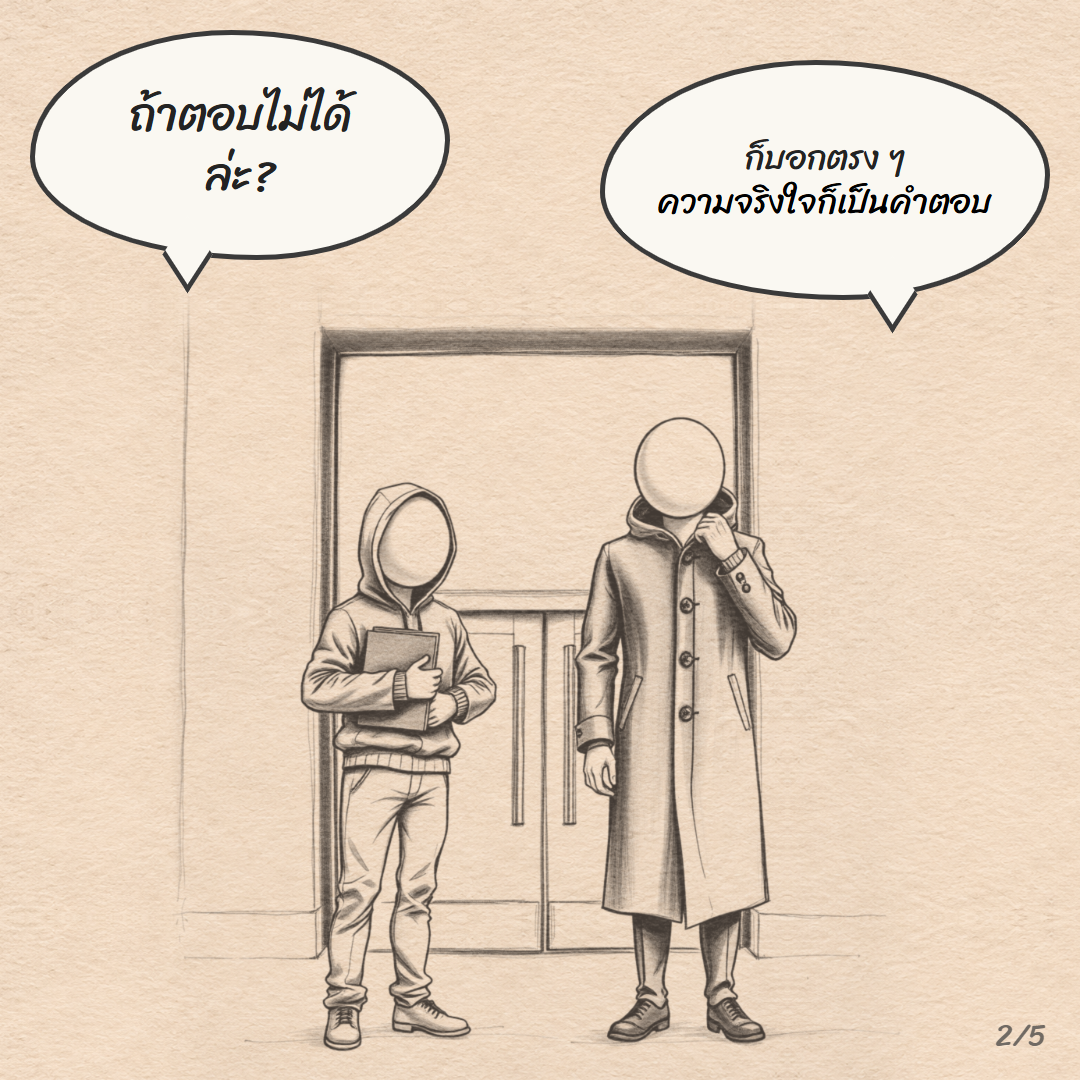 ถ้าตอบไม่ได้
ล่ะ?
ก็บอกตรง ๆ
ความจริงใจก็เป็นคำตอบ
2/5